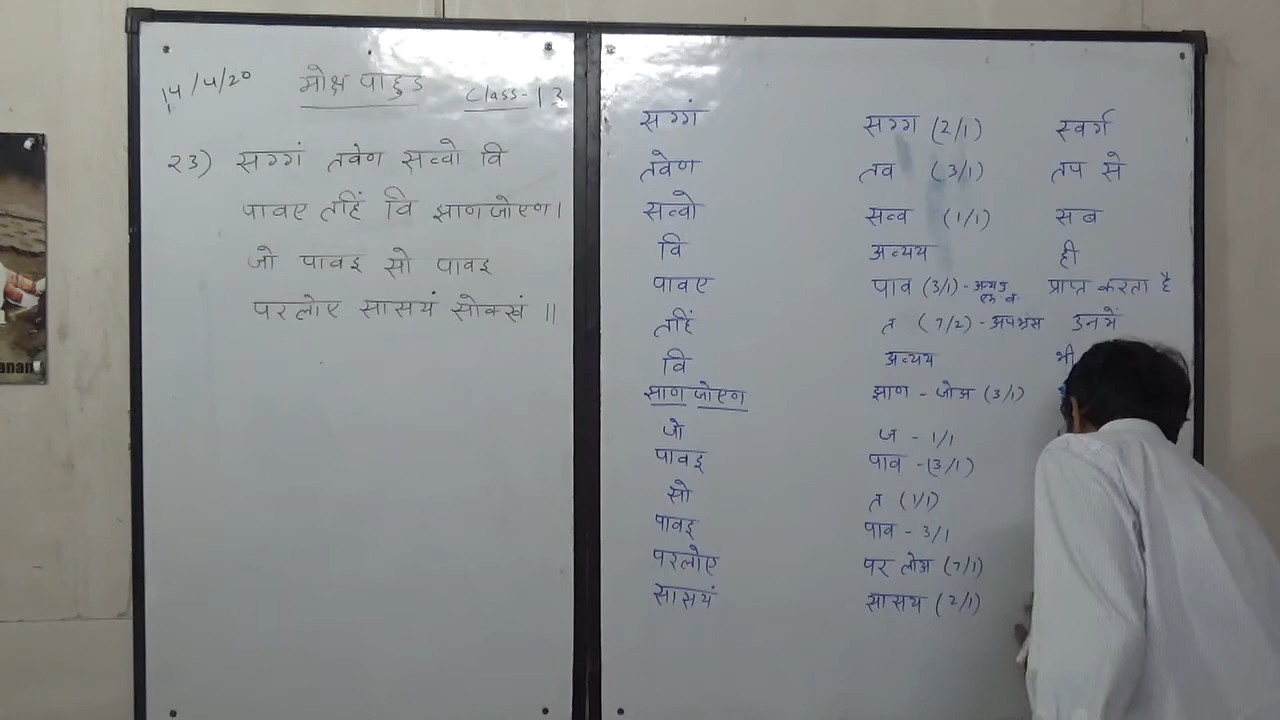 14/4/20 मोक्ष पाहुड Class-13
२३) सग्गं तवेण सव्वो वि
पावए तहिं वि झाणजोएण।
जो पावइ सो पावइ
परलोए सासयं सोक्खं ॥
सग्गं सग्ग (2/1) स्वर्ग
तवेण तव (3/1) तप से
सव्वो सव्व (1/1) सब
वि अव्यय ही
पावए पाव (3/1) - प्राप्त करता है
तहिं त (7/2) - अपभ्रंस उनमें
वि अव्यय भी
झाण जोएण झाण - जोअ (3/1)
जो ज - 1/1
पावइ पाव - (3/1)
सो त (1/1)
पावइ पाव - 3/1
परलोए पर लोअ (7/1)
सासयं सासय (2/1)
anan